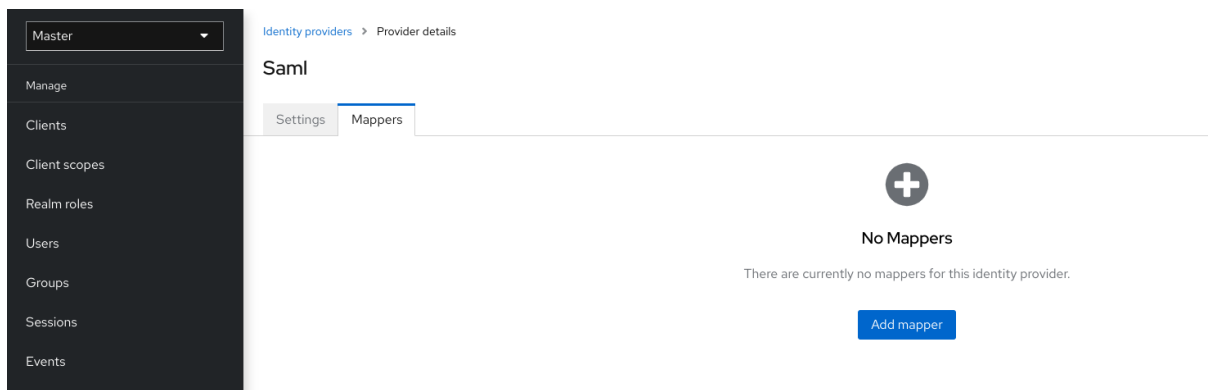 Master
Manage
Clients
Client scopes
Realm roles
Users
Groups
Sessions
Events
Identity providers > Provider details
Saml
Settings Mappers
No Mappers
There are currently no mappers for this identity provider.
Add mapper